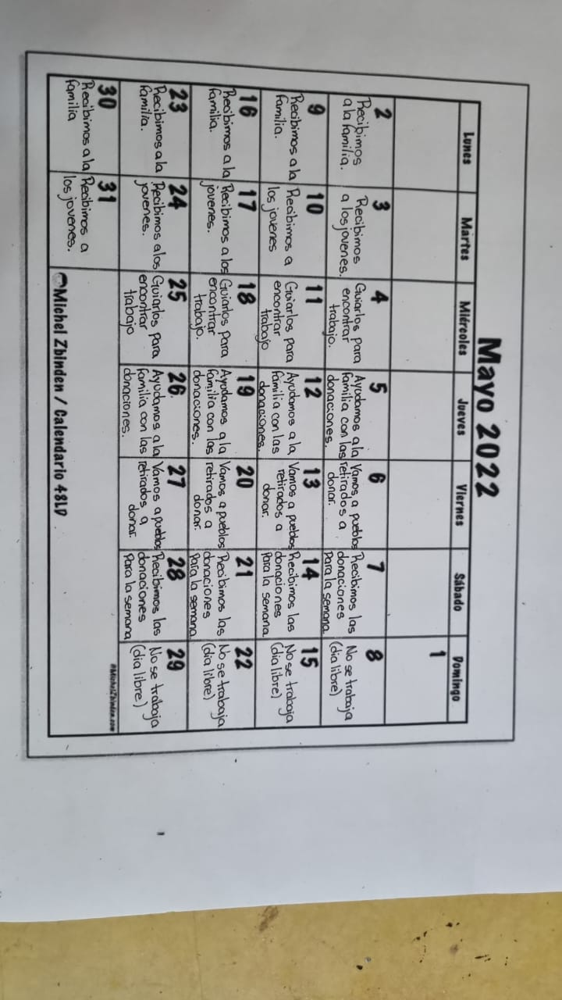 Mayo 2022
Lunes Martes Miércoles Jueves Viernes Sábado Domingo
1
2 3 4 5 6 7 8
Recibimos
a la familia.
Recibimos
a los jovenes.
Guiarlos para
encontrar
trabajo.
Ayudamos a la
familia con las
donaciones.
Vamos a pueblos
retirados a
donar.
Recibimos las
donaciones
para la semana.
No se trabaja
(dia libre)
9 10 11 12 13 14 15
Recibimos a la
familia.
Recibimos a
los jovenes
Guiarlos para
encontrar
trabajo
Ayudamos a la
familia con las
donaciones.
Vamos a pueblos
retirados a
donar.
Recibimos las
donaciones
para la semana
No se trabaja
(dia libre)
16 17 18 19 20 21 22
Recibimos a la
familia.
Recibimos a los
jovenes.
Guiarlos para
encontrar
trabajo.
Ayudamos a la
familia con las
donaciones.
Vamos a pueblos
retirados a
donar.
Recibimos las
donaciones
para la semana
No se trabaja
(dia libre)
23 24 25 26 27 28 29
Recibimos a la
familia.
Recibimos a los
jovenes.
Guiarlos para
encontrar
trabajo
Ayudamos a la
familia con las
donaciones.
Vamos a pueblos
retirados a
donar.
Recibimos las
donaciones
para la semana
No se trabaja
(dia libre)
30 31
Recibimos a la
familia
Recibimos a
los jovenes.
#MichelZbinden.com
Michel Zbinden / Calendario 48LD